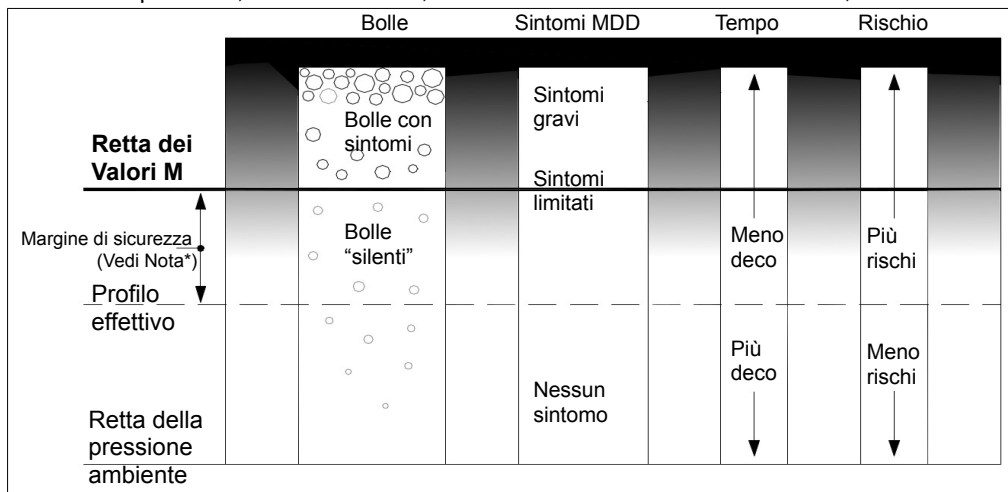 Bolle Sintomi MDD Tempo Rischio
Sintomi
gravi
Bolle con
sintomi
Retta dei
Valori M
Sintomi
limitati
Margine di sicurezza
(Vedi Nota*)
Bolle
“silenti”
Meno
deco
Più
rischi
Profilo
effettivo
Più
deco
Meno
rischi
Nessun
sintomo
Retta della
pressione
ambiente